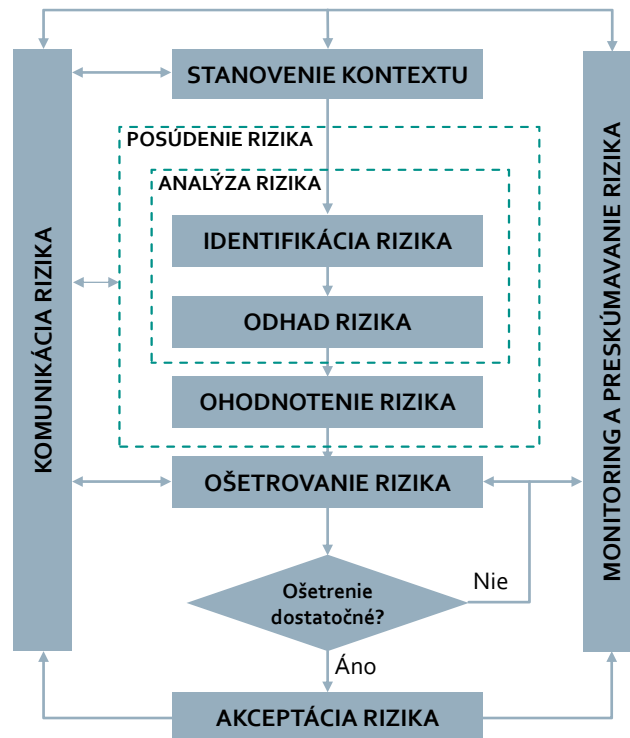 STANOVENIE KONTEXTU
POSÚDENIE RIZIKA
ANALÝZA RIZIKA
IDENTIFIKÁCIA RIZIKA
ODHAD RIZIKA
OHODNOTENIE RIZIKA
OŠETROVANIE RIZIKA
Ošetrenie
dostatočné?
Nie
Áno
AKCEPTÁCIA RIZIKA
KOMUNIKÁCIA RIZIKA
MONITORING A PRESKÚMAVANIE RIZIKA